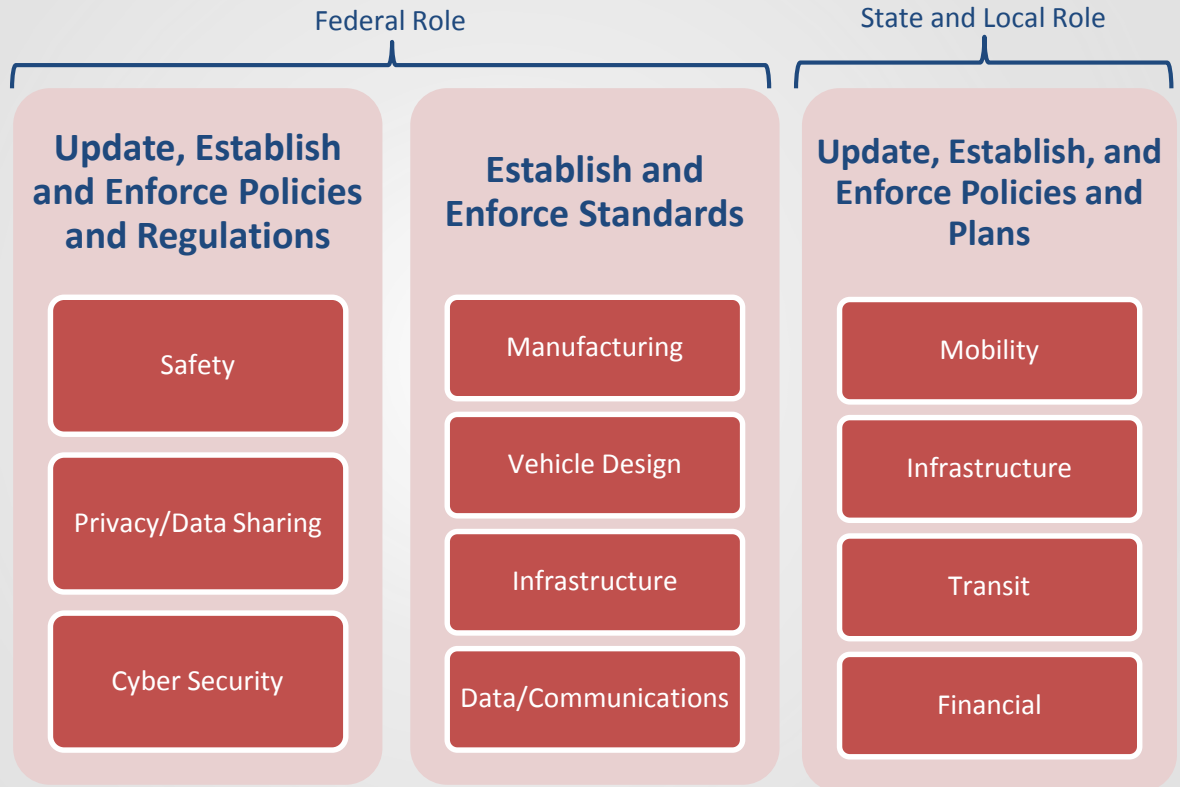 Federal Role
State and Local Role
Update, Establish
and Enforce Policies
and Regulations
Safety
Privacy/Data Sharing
Cyber Security
Establish and
Enforce Standards
Manufacturing
Vehicle Design
Infrastructure
Data/Communications
Update, Establish, and
Enforce Policies and
Plans
Mobility
Infrastructure
Transit
Financial